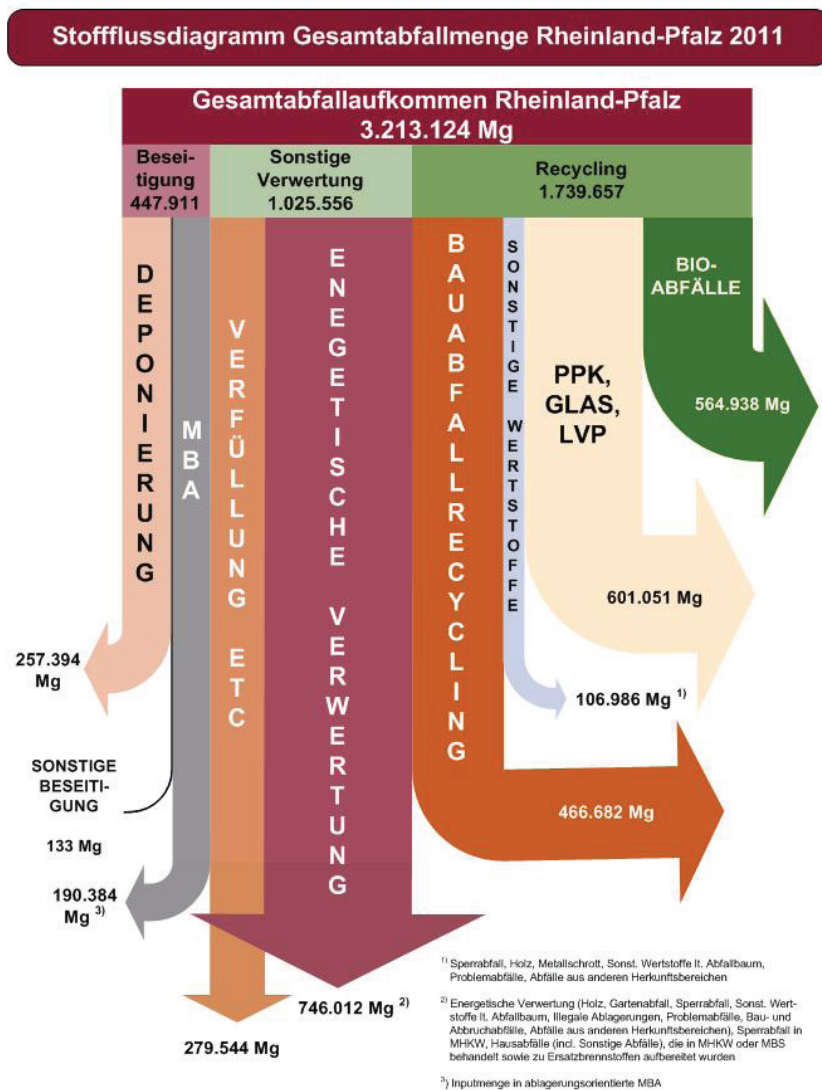 Stoffflussdiagramm Gesamtabfallmenge Rheinland-Pfalz 2011
Gesamtabfallaufkommen Rheinland-Pfalz
3.213.124 Mg
Besei-
tigung
447.911
Sonstige
Verwertung
1.025.556
Recycling
1.739.657
DEPONIERUNG
MBA
VERFÜLLUNG ETC
ENEGETISCHE VERWERTUNG
BAUABFALLRECYCLING
SONSTIGE WERTSTOFFE
PPK,
GLAS,
LVP
BIO-
ABFÄLLE
564.938 Mg
601.051 Mg
257.394
Mg
106.986 Mg 1)
SONSTIGE
BESEITI-
GUNG
133 Mg
466.682 Mg
190.384
Mg 3)
746.012 Mg 2)
279.544 Mg
1) Sperrabfall, Holz, Metallschrott, Sonst. Wertstoffe lt. Abfallbaum,
Problemabfälle, Abfälle aus anderen Herkunftsbereichen
2) Energetische Verwertung (Holz, Gartenabfall, Sperrabfall, Sonst. Wert-
stoffe lt. Abfallbaum, Illegale Ablagerungen, Problemabfälle, Bau- und
Abbruchabfälle, Abfälle aus anderen Herkunftsbereichen), Sperrabfall in
MHKW, Hausabfälle (incl. Sonstige Abfälle), die in MHKW oder MBS
behandelt sowie zu Ersatzbrennstoffen aufbereitet wurden
3) Inputmenge in ablagerungsorientierte MBA